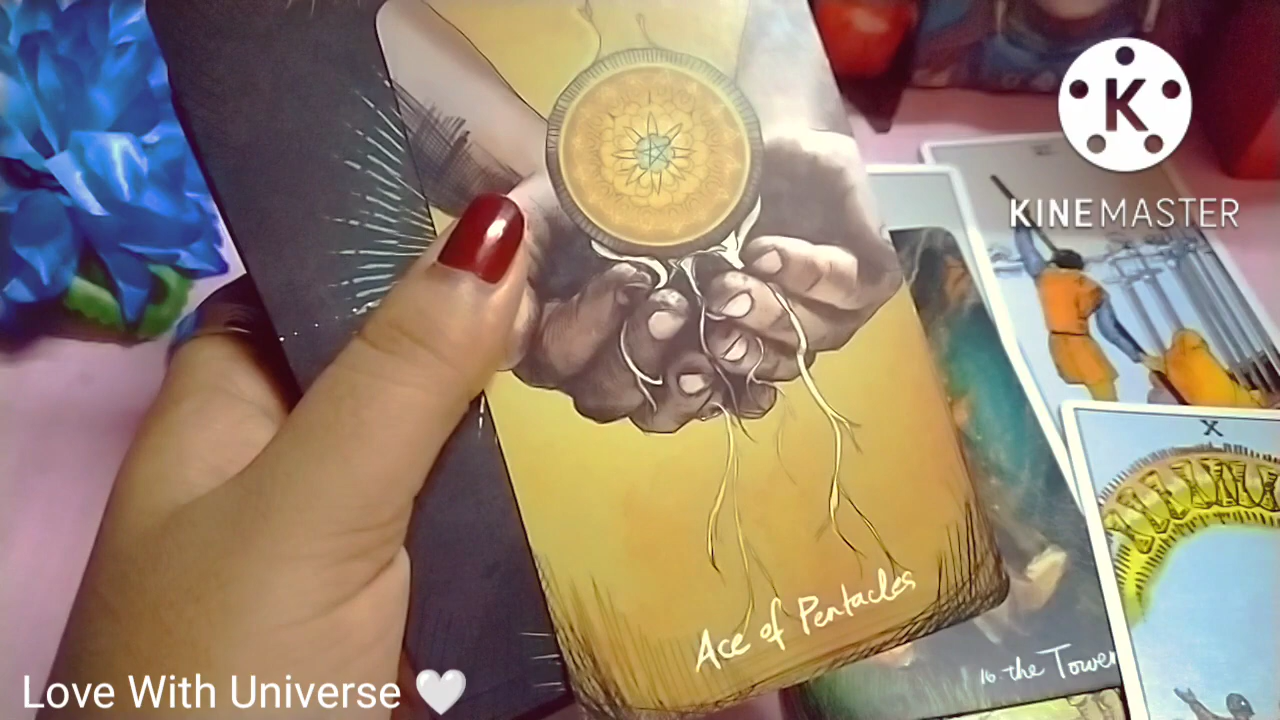 K
KINEMASTER
X
Ace of Pentacles
16 the Tower
Love With Universe 🤍